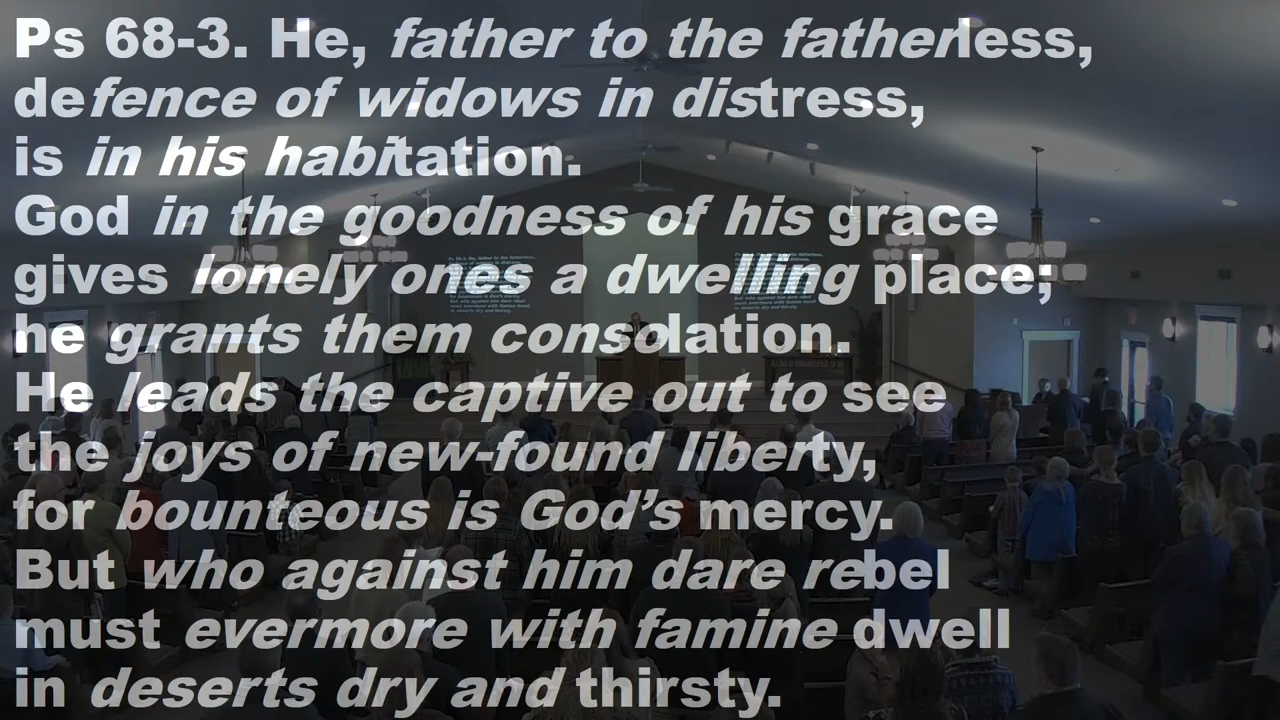 Ps 68-3. He, father to the fatherless,
defence of widows in distress,
is in his habitation.
God in the goodness of his grace
gives lonely ones a dwelling place;
he grants them consolation.
He leads the captive out to see
the joys of new-found liberty,
for bounteous is God’s mercy.
But who against him dare rebel
must evermore with famine dwell
in deserts dry and thirsty.